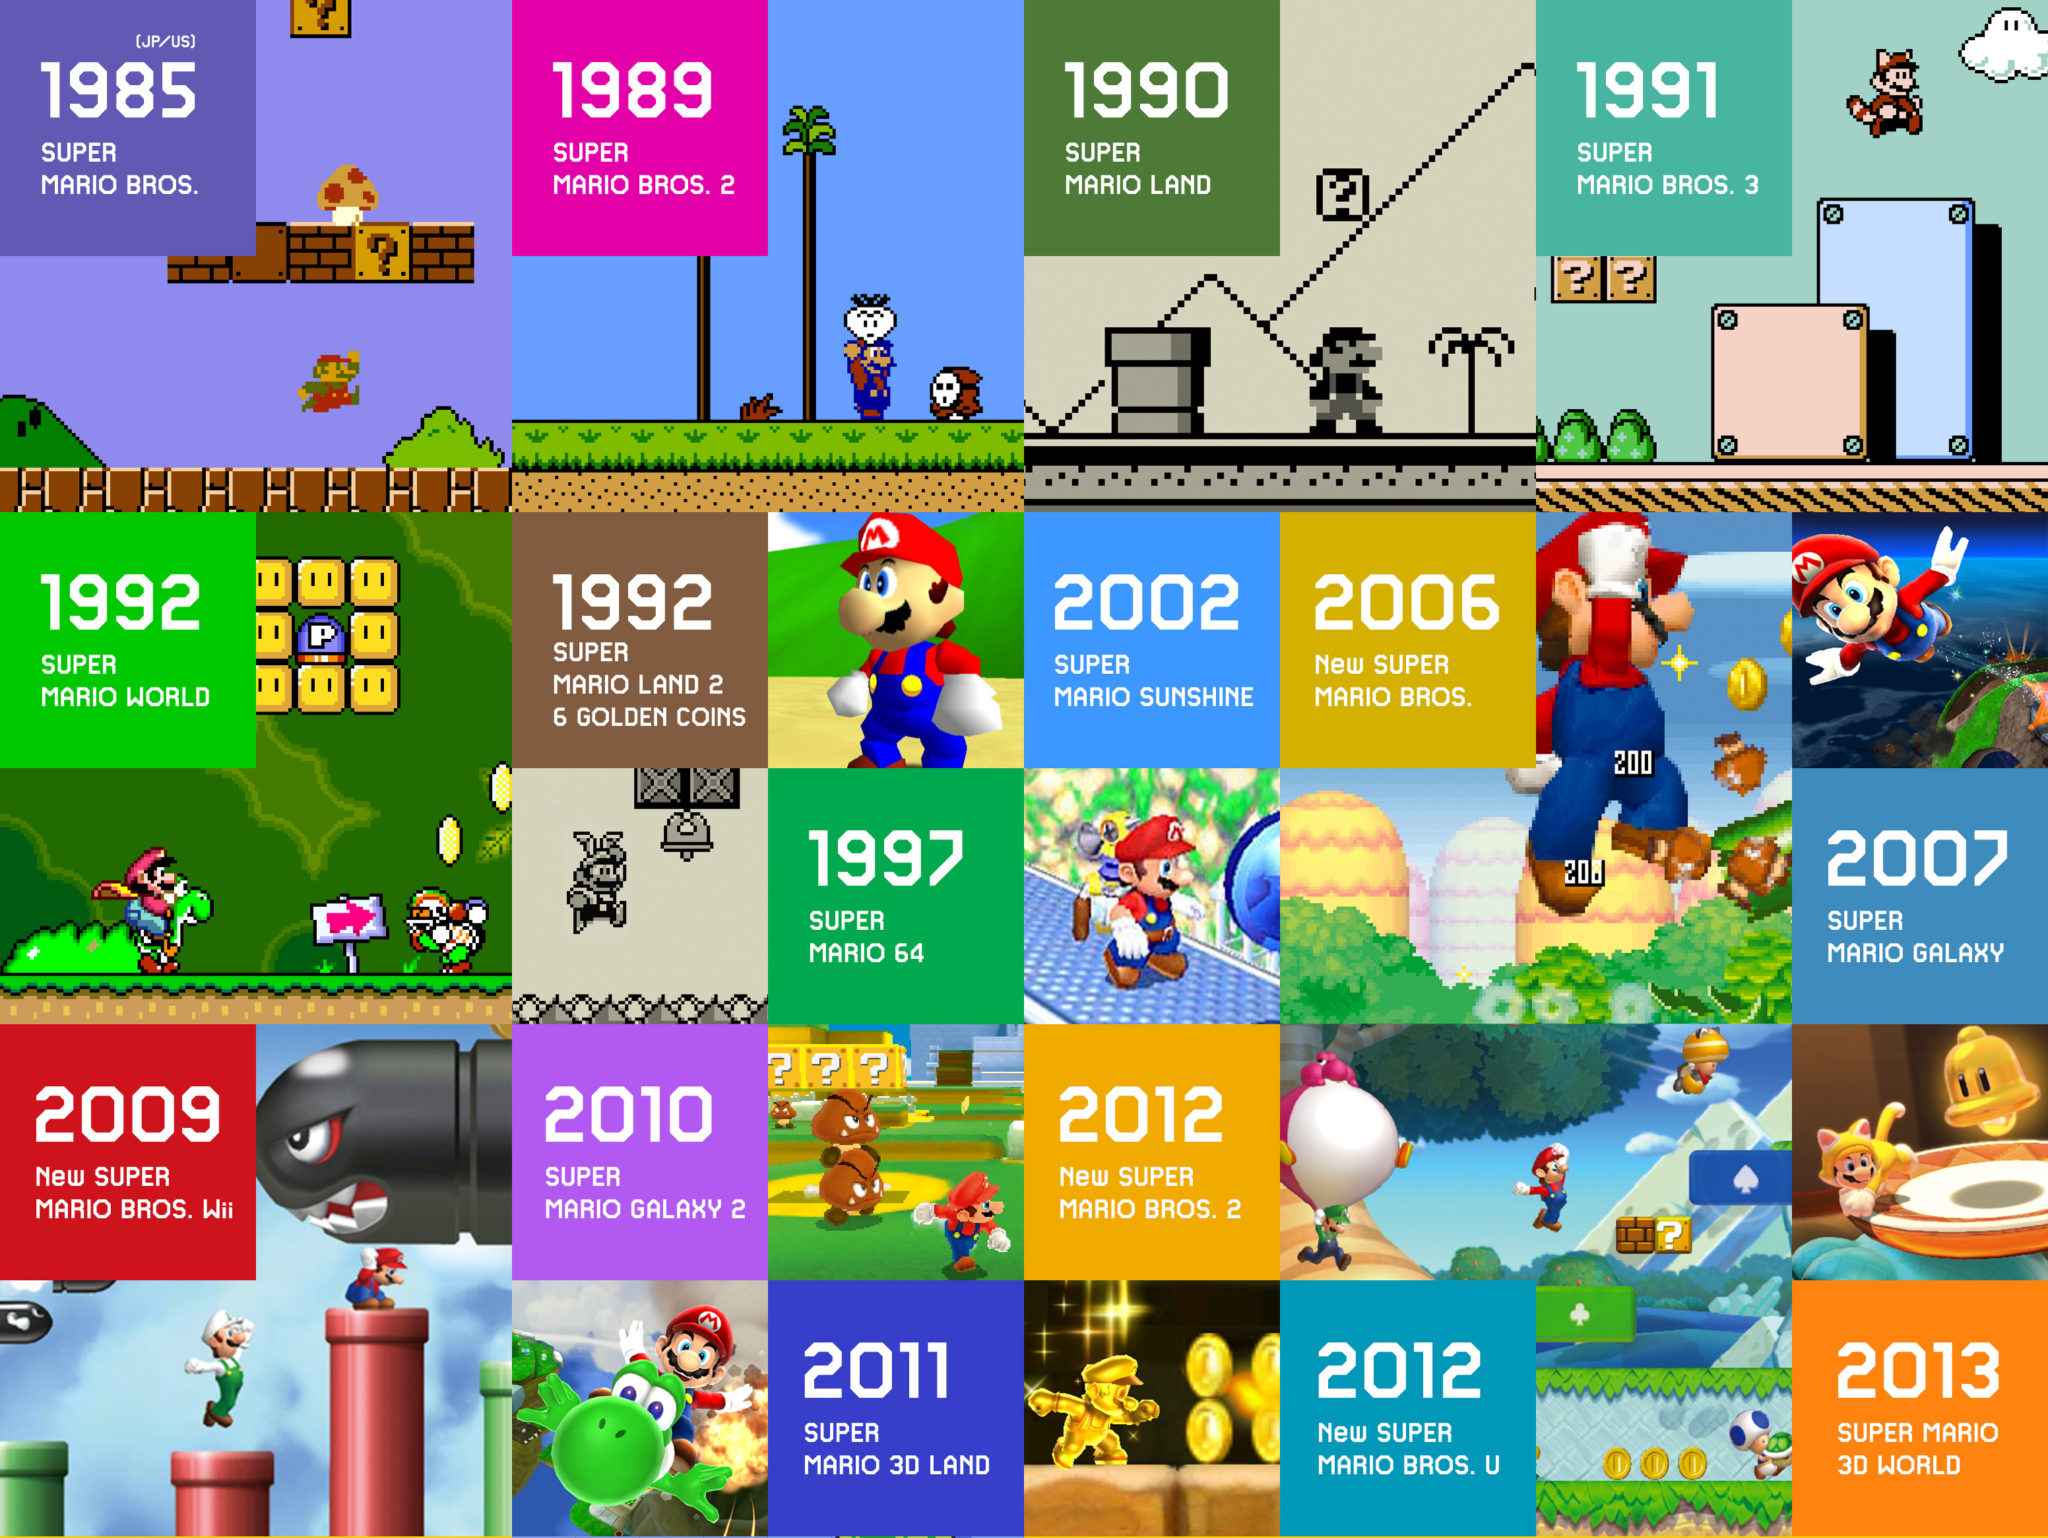 (JP/US)
1985
SUPER
MARIO BROS.
?
1989
SUPER
MARIO BROS. 2
1990
SUPER
MARIO LAND
?
1991
SUPER
MARIO BROS. 3
? ?
1992
SUPER
MARIO WORLD
P
1992
SUPER
MARIO LAND 2
6 GOLDEN COINS
M
1997
SUPER
MARIO 64
2002
SUPER
MARIO SUNSHINE
2006
New SUPER
MARIO BROS.
200
200
M
2007
SUPER
MARIO GALAXY
2009
New SUPER
MARIO BROS. Wii
2010
SUPER
MARIO GALAXY 2
M
? ? ?
2011
SUPER
MARIO 3D LAND
2012
New SUPER
MARIO BROS. 2
?
2012
New SUPER
MARIO BROS. U
2013
SUPER MARIO
3D WORLD